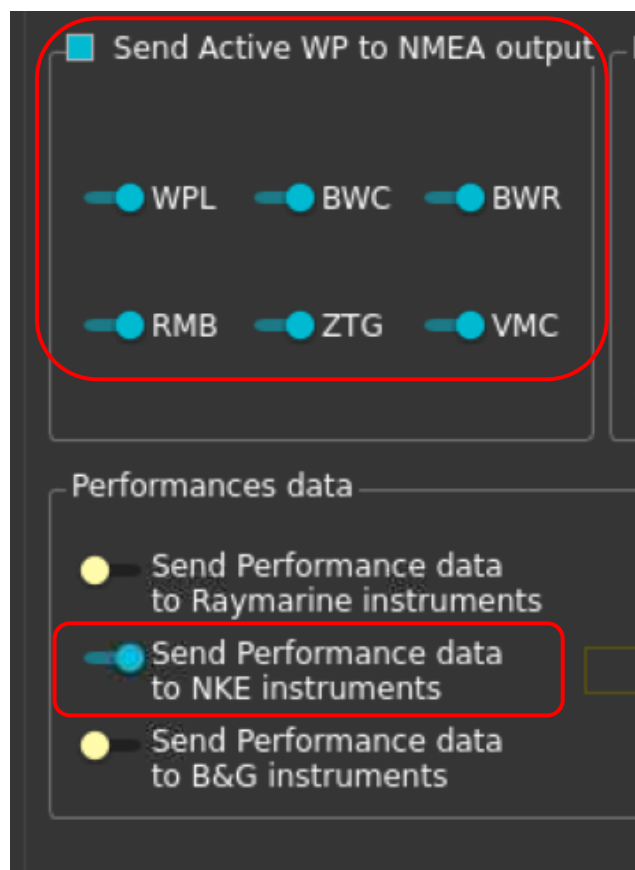 Send Active WP to NMEA output
WPL BWC BWR
RMB ZTG VMC
Performances data
Send Performance data
to Raymarine instruments
Send Performance data
to NKE instruments
Send Performance data
to B&G instruments